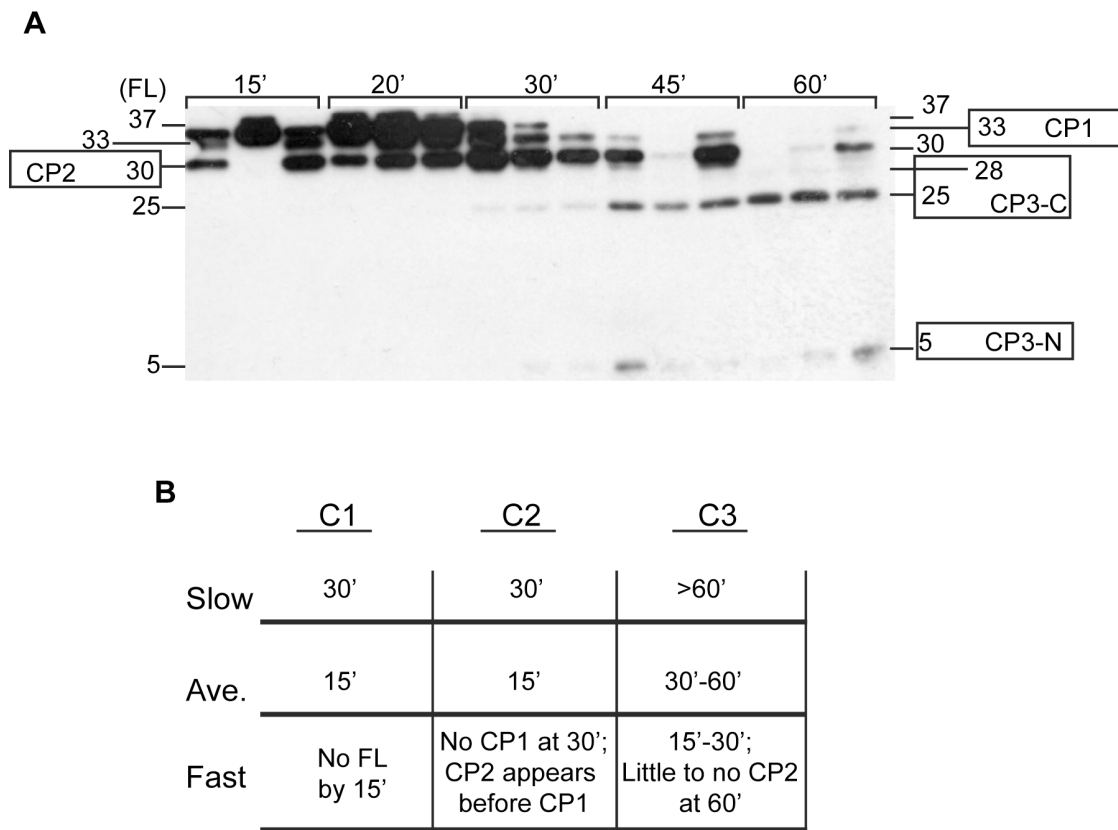 A
(FL) 15’ 20’ 30’ 45’ 60’
37 37
33 33 CP1
CP2 30 30
28
25 25
CP3-C
5 CP3-N
5
B
C1 C2 C3
Slow 30’ 30’ >60’
Ave. 15’ 15’ 30’-60’
Fast
No FL
by 15’
No CP1 at 30’;
CP2 appears
before CP1
15’-30’;
Little to no CP2
at 60’